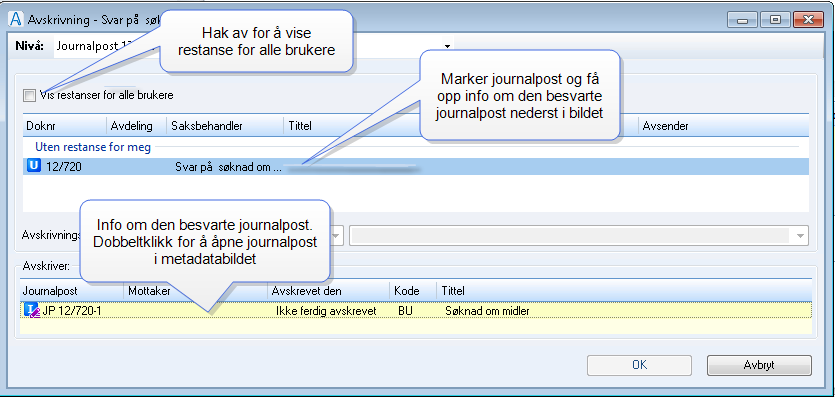 Avskrivning - Svar på søk
Hak av for å vise
restanse for alle brukere
Nivå: Journalpost 12
Marker journalpost og få
opp info om den besvarte
journalpost nederst i bildet
Vis restanser for alle brukere
Doknr Avdeling Saksbehandler Tittel Avsender
Uten restanse for meg
U 12/720 Svar på søknad om ...
Info om den besvarte journalpost.
Dobbeltklikk for å åpne journalpost
i metadatabildet
Avskrivnings
Avskriver:
Journalpost Mottaker Avskrevet den Kode Tittel
I JP 12/720-1 Ikke ferdig avskrevet BU Søknad om midler
OK Avbryt